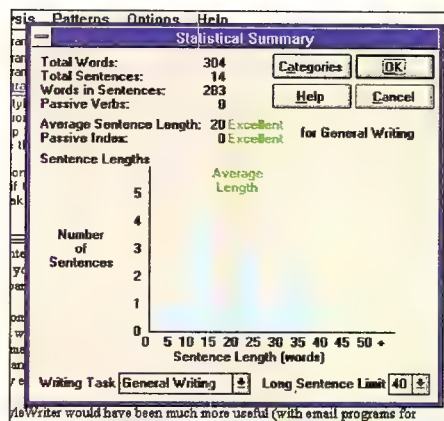 ysis Patterns Options Help
Statistical Summary
Total Words: 304
Total Sentences: 14
Words in Sentences: 283
Passive Verbs: 0
Categories OK
Help Cancel
Average Sentence Length: 20 Excellent
Passive Index: 0 Excellent
for General Writing
Sentence Lengths
Average
Length
Number
of
Sentences
5
4
3
2
1
0
0 5 10 15 20 25 30 35 40 45 50 +
Sentence Length (words)
Writing Task General Writing Long Sentence Limit 40
yleWriter would have been much more useful (with email programs for